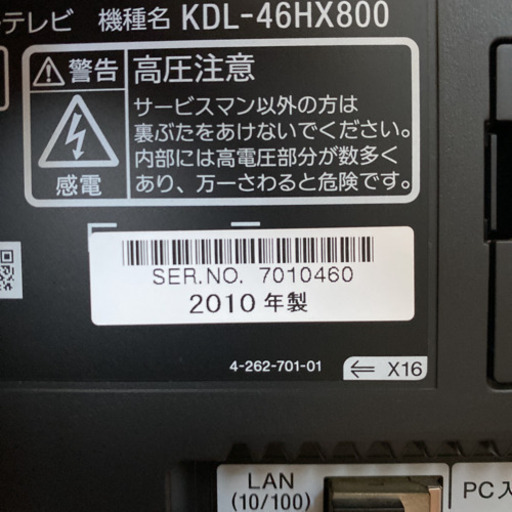 テレビ 機種名 KDL-46HX800
警告
高圧注意
感電
サービスマン以外の方は
裏ぶたをあけないでください。
内部には高電圧部分が数多く
あり、万一さわると危険です。
SER.NO. 7010460
2010年製
4-262-701-01
X16
LAN
(10/100)
PC入